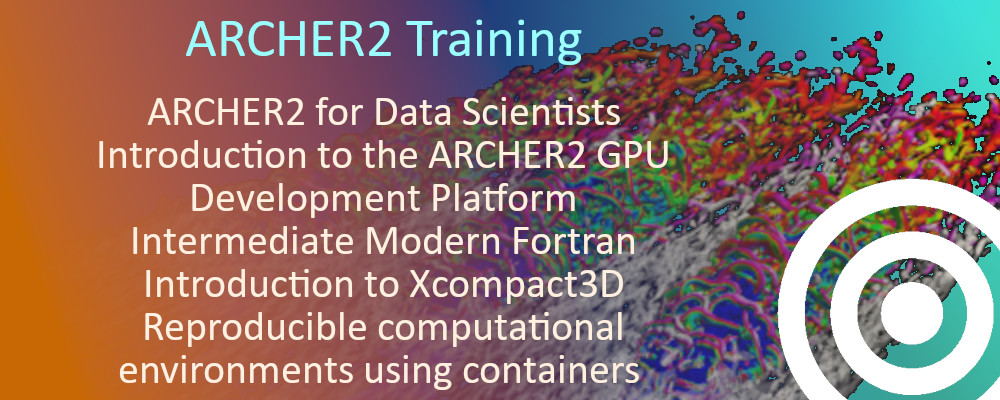 ARCHER2 Training
ARCHER2 for Data Scientists
Introduction to the ARCHER2 GPU
Development Platform
Intermediate Modern Fortran
Introduction to Xcompact3D
Reproducible computational
environments using containers